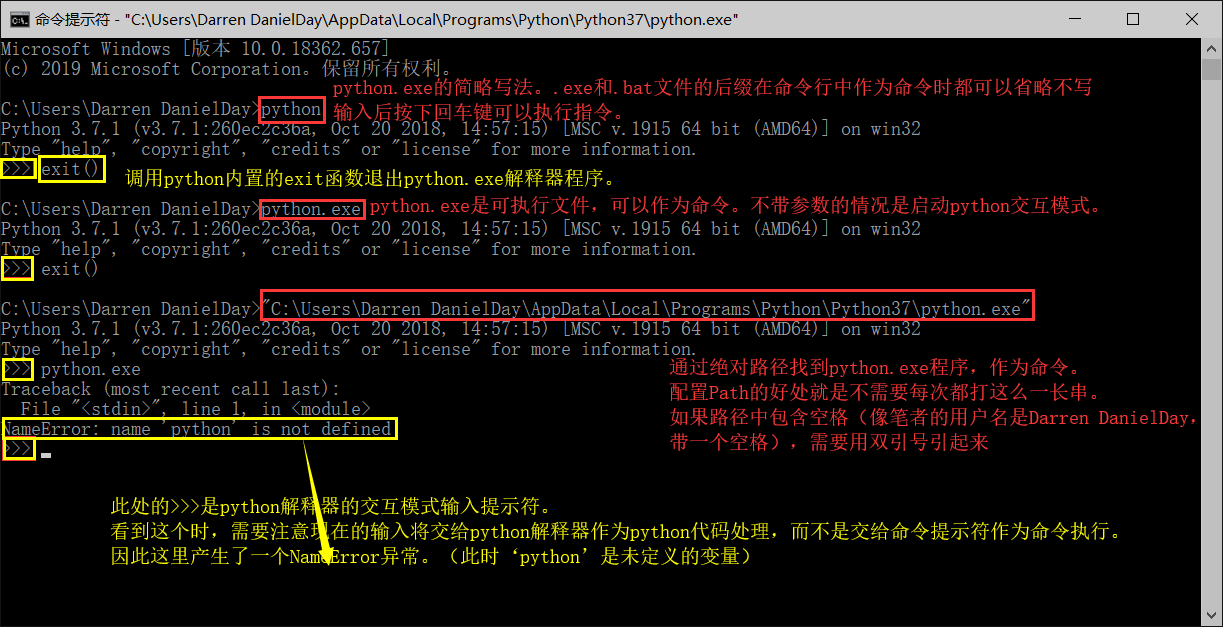 命令提示符 - "C:\Users\Darren DanielDay\AppData\Local\Programs\Python\Python37\python.exe"
Microsoft Windows [版本 10.0.18362.657]
(c) 2019 Microsoft Corporation。保留所有权利。
python.exe的简略写法。.exe和.bat文件的后缀在命令行中作为命令时都可以省略不写
输入后按下回车键可以执行指令。
C:\Users\Darren DanielDay>python
Python 3.7.1 (v3.7.1:260ec2c36a, Oct 20 2018, 14:57:15) [MSC v.1915 64 bit (AMD64)] on win32
Type "help", "copyright", "credits" or "license" for more information.
>>> exit()
调用python内置的exit函数退出python.exe解释器程序。
C:\Users\Darren DanielDay>python.exe
python.exe是可执行文件，可以作为命令。不带参数的情况是启动python交互模式。
Python 3.7.1 (v3.7.1:260ec2c36a, Oct 20 2018, 14:57:15) [MSC v.1915 64 bit (AMD64)] on win32
Type "help", "copyright", "credits" or "license" for more information.
>>> exit()
C:\Users\Darren DanielDay>"C:\Users\Darren DanielDay\AppData\Local\Programs\Python\Python37\python.exe"
Python 3.7.1 (v3.7.1:260ec2c36a, Oct 20 2018, 14:57:15) [MSC v.1915 64 bit (AMD64)] on win32
Type "help", "copyright", "credits" or "license" for more information.
>>> python.exe
Traceback (most recent call last):
  File "<stdin>", line 1, in <module>
NameError: name 'python' is not defined
>>>
通过绝对路径找到python.exe程序，作为命令。
配置Path的好处就是不需要每次都打这么一长串。
如果路径中包含空格（像笔者的用户名是Darren DanielDay，
带一个空格），需要用双引号引起来
此处的>>>是python解释器的交互模式输入提示符。
看到这个时，需要注意现在的输入将交给python解释器作为python代码处理，而不是交给命令提示符作为命令执行。
因此这里产生了一个NameError异常。（此时‘python’是未定义的变量）